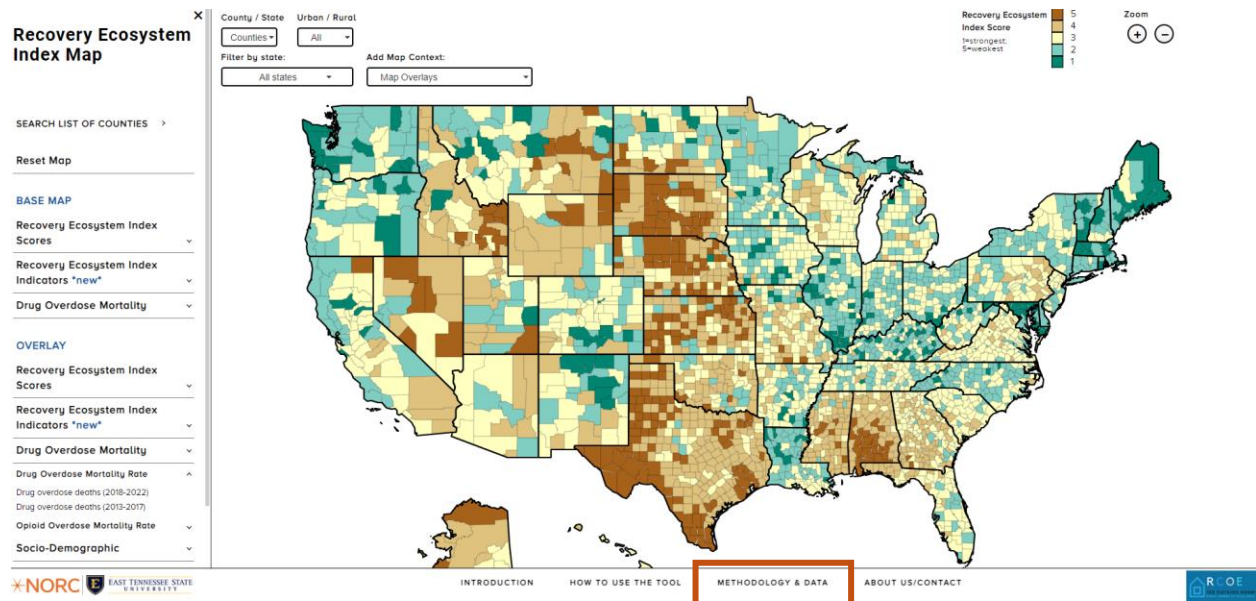 ×
Recovery Ecosystem
Index Map
SEARCH LIST OF COUNTIES >
Reset Map
BASE MAP
Recovery Ecosystem Index
Scores
Recovery Ecosystem Index
Indicators *new*
Drug Overdose Mortality
OVERLAY
Recovery Ecosystem Index
Scores
Recovery Ecosystem Index
Indicators *new*
Drug Overdose Mortality
Drug Overdose Mortality Rate
Drug overdose deaths (2018-2022)
Drug overdose deaths (2013-2017)
Opioid Overdose Mortality Rate
Socio-Demographic
County / State Urban / Rural
Counties All
Filter by state: Add Map Context:
All states Map Overlays
Recovery Ecosystem
Index Score
1=strongest;
5=weakest
5
4
3
2
1
Zoom
+ −
NORC E EAST TENNESSEE STATE
UNIVERSITY
INTRODUCTION HOW TO USE THE TOOL METHODOLOGY & DATA ABOUT US/CONTACT
RCOE